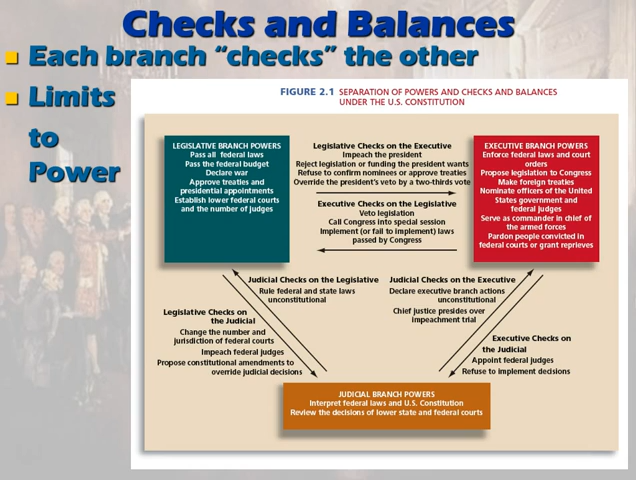 Checks and Balances
Each branch “checks” the other
Limits
to
Power
FIGURE 2.1 SEPARATION OF POWERS AND CHECKS AND BALANCES
UNDER THE U.S. CONSTITUTION
LEGISLATIVE BRANCH POWERS
Pass all federal laws
Pass the federal budget
Declare war
Approve treaties and
presidential appointments
Establish lower federal courts
and the number of judges
Legislative Checks on the Executive
Impeach the president
Reject legislation or funding the president wants
Refuse to confirm nominees or approve treaties
Override the president's veto by a two-thirds vote
Executive Checks on the Legislative
Veto legislation
Call Congress into special session
Implement (or fail to implement) laws
passed by Congress
EXECUTIVE BRANCH POWERS
Enforce federal laws and court
orders
Propose legislation to Congress
Make foreign treaties
Nominate officers of the United
States government and
federal judges
Serve as commander in chief of
the armed forces
Pardon people convicted in
federal courts or grant reprieves
Judicial Checks on the Legislative
Rule federal and state laws
unconstitutional
Judicial Checks on the Executive
Declare executive branch actions
unconstitutional
Chief justice presides over
impeachment trial
Legislative Checks on
the Judicial
Change the number and
jurisdiction of federal courts
Impeach federal judges
Propose constitutional amendments to
override judicial decisions
Executive Checks on
the Judicial
Appoint federal judges
Refuse to implement decisions
JUDICIAL BRANCH POWERS
Interpret federal laws and U.S. Constitution
Review the decisions of lower state and federal courts